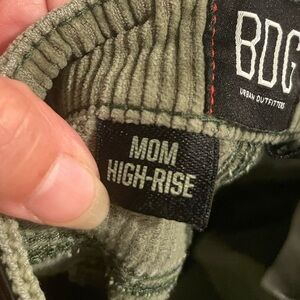 BDG
URBAN OUTFITTERS
MOM
HIGH-RISE